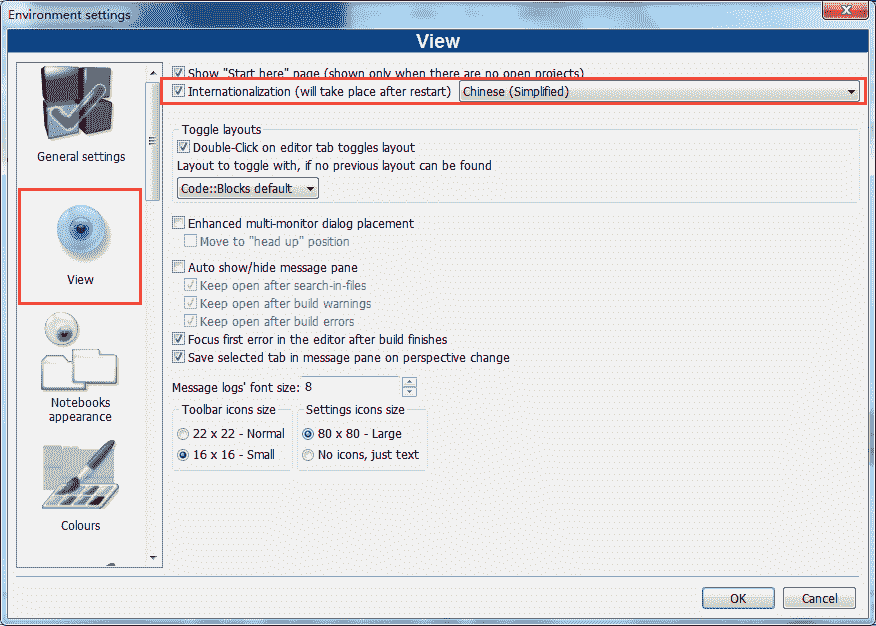 Environment settings
View
General settings
View
Notebooks
appearance
Colours
Show "Start here" page (shown only when there are no open projects)
Internationalization (will take place after restart)
Chinese (Simplified)
Toggle layouts
Double-Click on editor tab toggles layout
Layout to toggle with, if no previous layout can be found
Code::Blocks default
Enhanced multi-monitor dialog placement
Move to "head up" position
Auto show/hide message pane
Keep open after search-in-files
Keep open after build warnings
Keep open after build errors
Focus first error in the editor after build finishes
Save selected tab in message pane on perspective change
Message logs' font size: 8
Toolbar icons size
22 x 22 - Normal
16 x 16 - Small
Settings icons size
80 x 80 - Large
No icons, just text
OK
Cancel